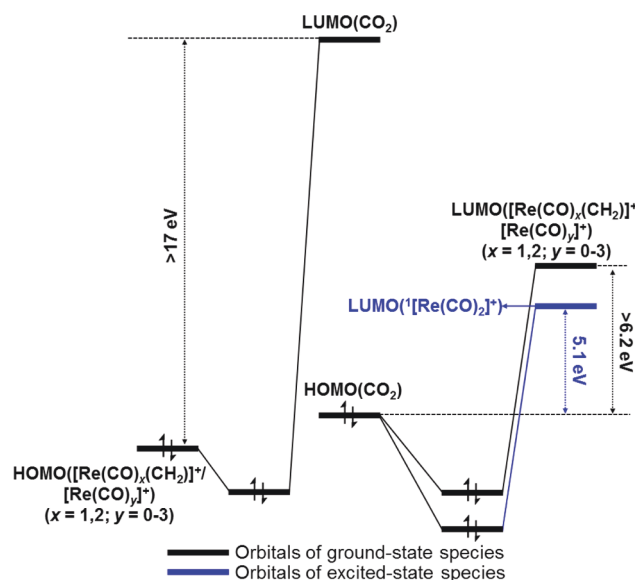 LUMO(CO₂)
>17 eV
LUMO([Re(CO)ₓ(CH₂)]⁺
[Re(CO)ᵧ]⁺)
(x = 1,2; y = 0-3)
LUMO(¹[Re(CO)₂]⁺)
>6.2 eV
5.1 eV
HOMO(CO₂)
HOMO([Re(CO)ₓ(CH₂)]⁺/
[Re(CO)ᵧ]⁺)
(x = 1,2; y = 0-3)
Orbitals of ground-state species
Orbitals of excited-state species